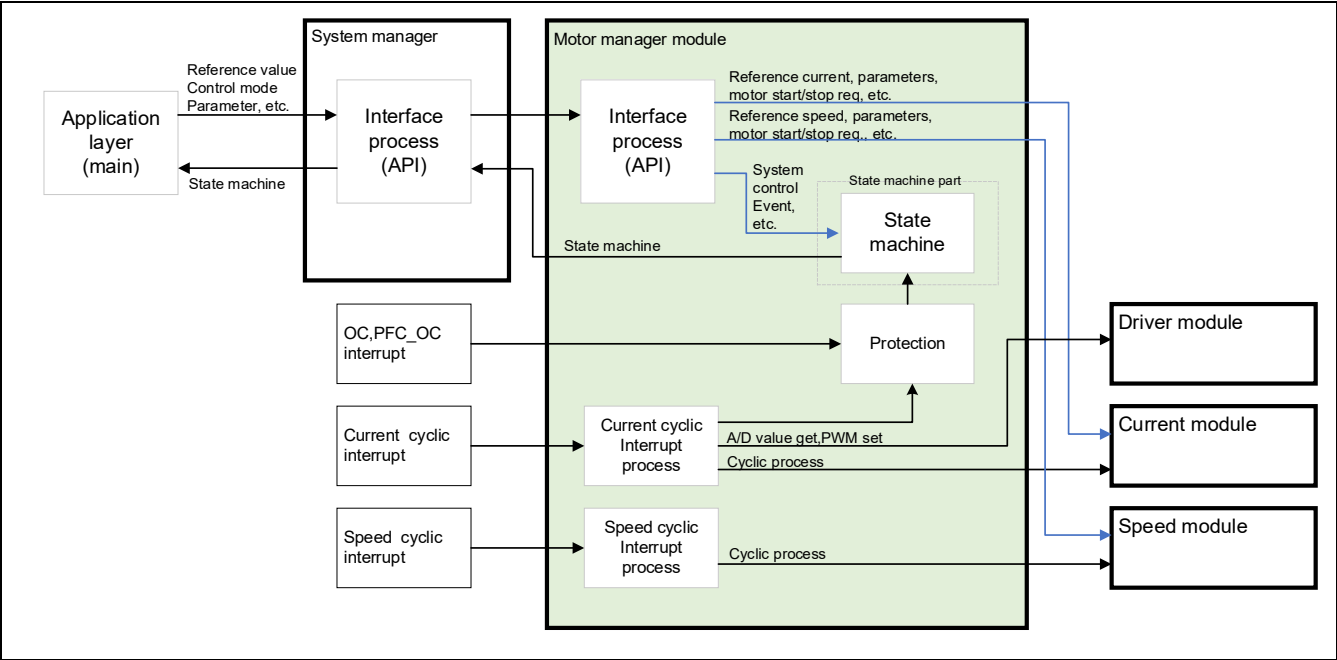 System manager
Motor manager module
Reference value
Control mode
Parameter, etc.
Application
layer
(main)
State machine
Interface
process
(API)
Interface
process
(API)
Reference current, parameters,
motor start/stop req, etc.
Reference speed, parameters,
motor start/stop req., etc.
System
control
Event,
etc.
State machine part
State
machine
State machine
OC,PFC_OC
interrupt
Protection
Driver module
Current cyclic
interrupt
Current cyclic
Interrupt
process
A/D value get,PWM set
Cyclic process
Current module
Speed cyclic
interrupt
Speed cyclic
Interrupt
process
Cyclic process
Speed module